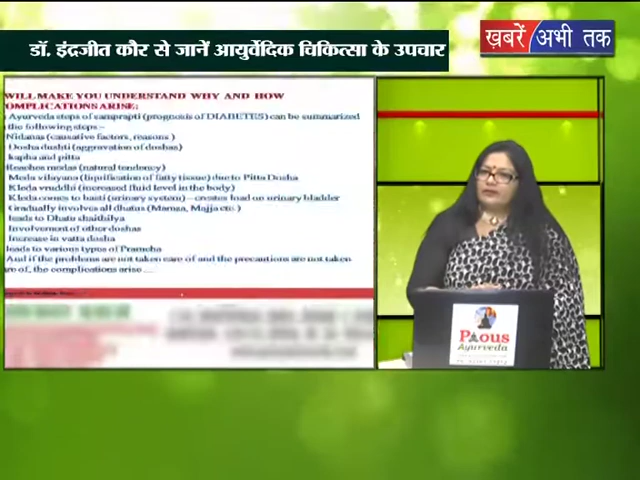 ख़बरें अभी तक
डॉ. इंद्रजीत कौर से जानें आयुर्वेदिक चिकित्सा के उपचार
WILL MAKE YOU UNDERSTAND WHY AND HOW
OMPLICATIONS ARISE:
Ayurveda steps of samprapti (prognosis of DIABETES) can be summarized
the following steps:-
Nidanas (causative factors, reasons )
Dosha dushti (aggravation of doshas)
kapha and pitta
Reaches medas (natural tendency)
Meda vilayana (liquification of fatty tissue) due to Pitta Dosha
Kleda vruddhi (increased fluid level in the body)
Kleda comes to basti (urinary system) – creates load on urinary bladder
Gradually involves all dhatus (Mamsa, Majja etc.)
leads to Dhatu shaithilya
Involvement of other doshas
Increase in vatta dosha
leads to various types of Prameha
And if the problems are not taken care of and the precautions are not taken
re of, the complications arise ....
Pious
Ayurveda